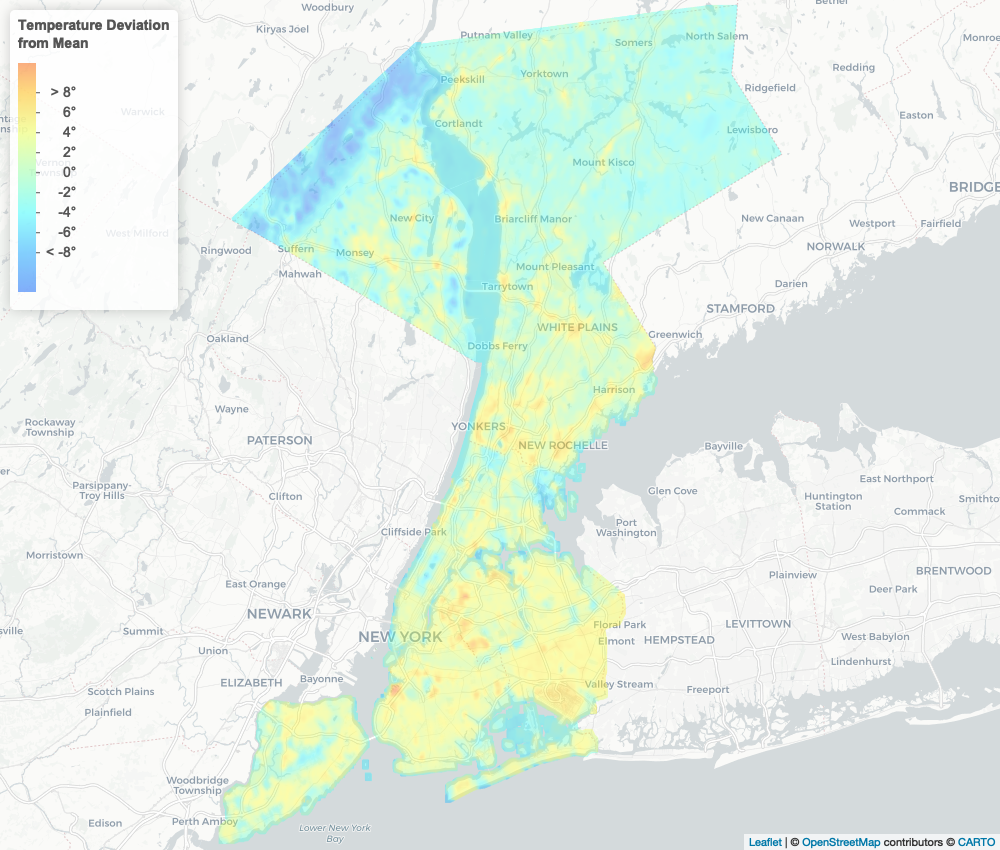 Temperature Deviation
from Mean
> 8°
6°
4°
2°
0°
-2°
-4°
-6°
< -8°
Woodbury
Kiryas Joel
Putnam Valley
Somers
North Salem
Monroe
Redding
Peekskill
Yorktown
Ridgefield
Warwick
Easton
Cortlandt
Lewisboro
Mount Kisco
BRIDGE
New City
Briarcliff Manor
New Canaan
Westport
Fairfield
West Milford
Ringwood
Suffern
Monsey
NORWALK
Mahwah
Mount Pleasant
Darien
Tarrytown
STAMFORD
WHITE PLAINS
Greenwich
Oakland
Dobbs Ferry
Harrison
Wayne
Rockaway
Township
YONKERS
PATERSON
NEW ROCHELLE
Bayville
East Northport
Parsippany-
Troy Hills
Clifton
Glen Cove
Huntington
Station
Smithto
Commack
Cliffside Park
Port
Washington
Morristown
Plainview
BRENTWOOD
East Orange
Deer Park
NEWARK
Floral Park
LEVITTOWN
sville
Summit
NEW YORK
Elmont
HEMPSTEAD
West Babylon
Union
Lindenhurst
ELIZABETH
Bayonne
Valley Stream
Freeport
Scotch Plains
Plainfield
Woodbridge
Township
Edison
Perth Amboy
Lower New York
Bay
Leaflet | © OpenStreetMap contributors © CARTO